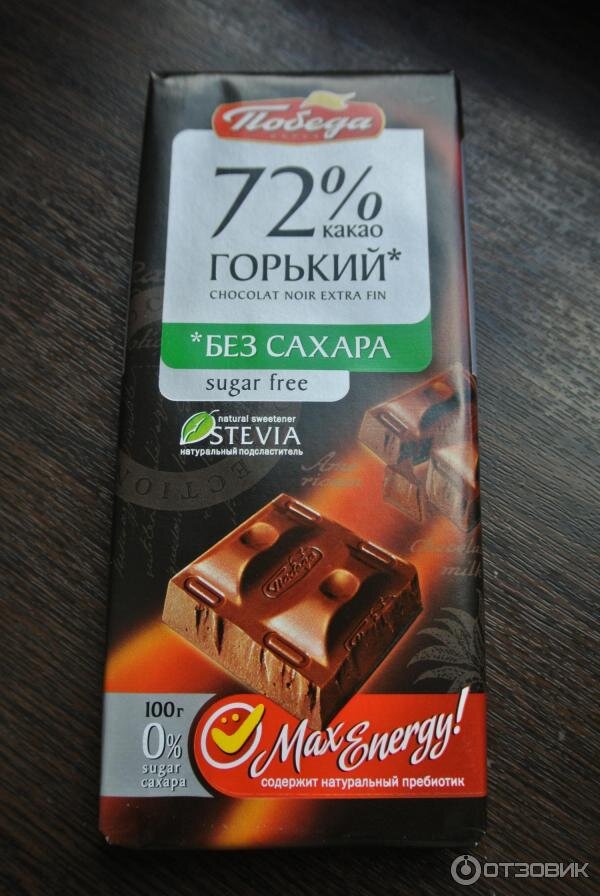 Победа
72%
какао
ГОРЬКИЙ*
CHOCOLAT NOIR EXTRA FIN
*БЕЗ САХАРА
sugar free
natural sweetener
STEVIA
натуральный подсластитель
Победа
100г
0%
sugar
сахара
Max Energy!
содержит натуральный пребиотик
ОТЗОВИК